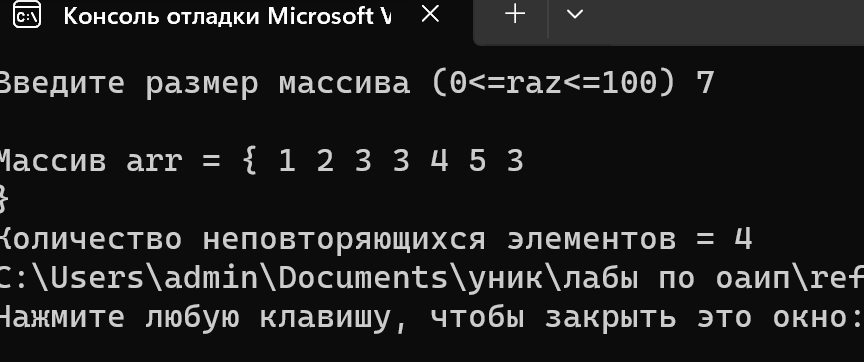 Консоль отладки Microsoft V
Введите размер массива (0<=raz<=100) 7
Массив arr = { 1 2 3 3 4 5 3
}
Количество неповторяющихся элементов = 4
C:\Users\admin\Documents\уник\лабы по оаип\ref
Нажмите любую клавишу, чтобы закрыть это окно: